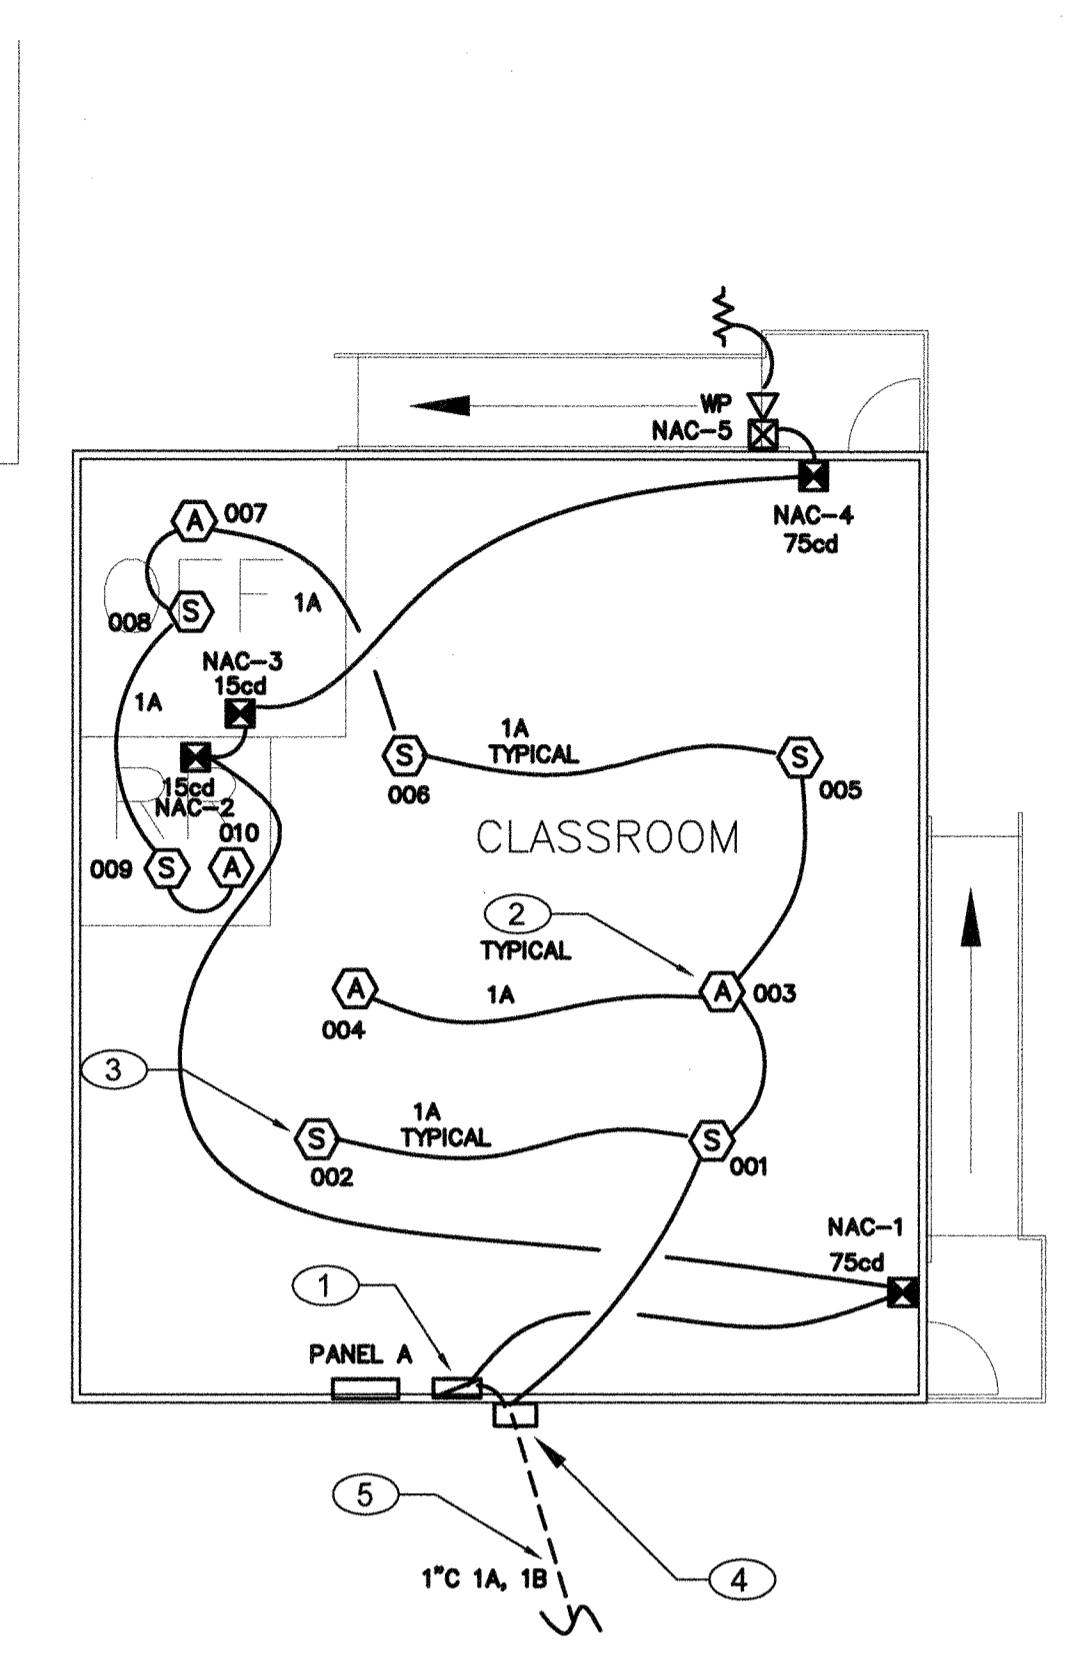 WP
NAC-5
NAC-4
75cd
A
007
OFF
1A
S
008
NAC-3
15cd
1A
1A
TYPICAL
S
006
S
005
15cd
NAC-2
RR
010
CLASSROOM
009
S
A
2
TYPICAL
A
004
1A
A
003
3
1A
TYPICAL
S
002
S
001
NAC-1
75cd
1
PANEL A
5
1"C 1A, 1B
4